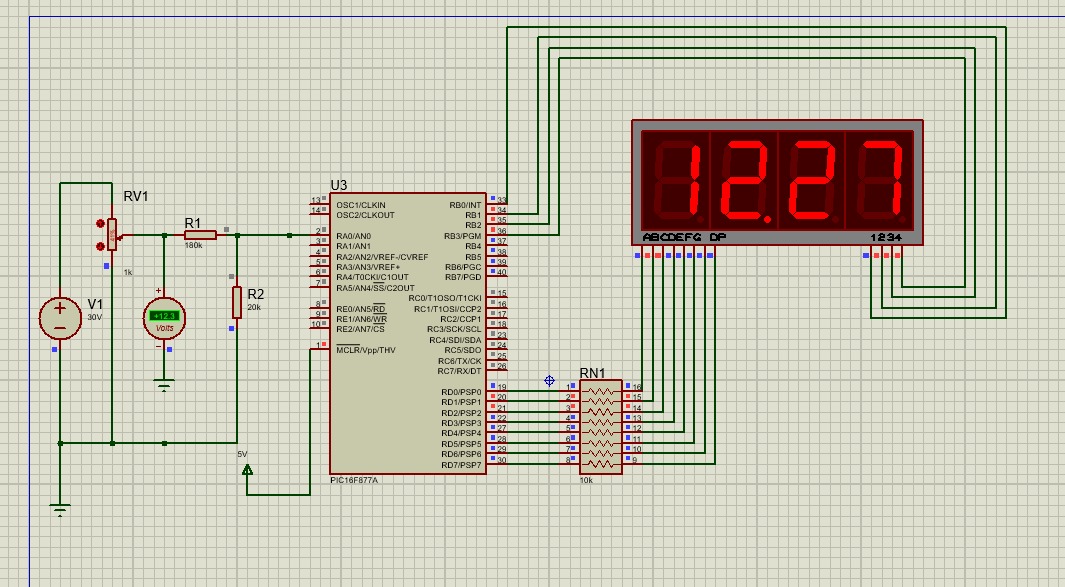 RV1
1k
V1
30V
+12.3
Volts
R1
180k
R2
20k
5V
U3
13 OSC1/CLKIN
14 OSC2/CLKOUT
2 RA0/AN0
3 RA1/AN1
4 RA2/AN2/VREF-/CVREF
5 RA3/AN3/VREF+
6 RA4/T0CKI/C1OUT
7 RA5/AN4/SS/C2OUT
8 RE0/AN5/RD
9 RE1/AN6/WR
10 RE2/AN7/CS
1 MCLR/Vpp/THV
RB0/INT 33
RB1 34
RB2 35
RB3/PGM 36
RB4 37
RB5 38
RB6/PGC 39
RB7/PGD 40
RC0/T1OSO/T1CKI 15
RC1/T1OSI/CCP2 16
RC2/CCP1 17
RC3/SCK/SCL 18
RC4/SDI/SDA 23
RC5/SDO 24
RC6/TX/CK 25
RC7/RX/DT 26
RD0/PSP0 19
RD1/PSP1 20
RD2/PSP2 21
RD3/PSP3 22
RD4/PSP4 27
RD5/PSP5 28
RD6/PSP6 29
RD7/PSP7 30
PIC16F877A
RN1
1 16
2 15
3 14
4 13
5 12
6 11
7 10
8 9
10k
12.27
ABCDEFG DP
1234